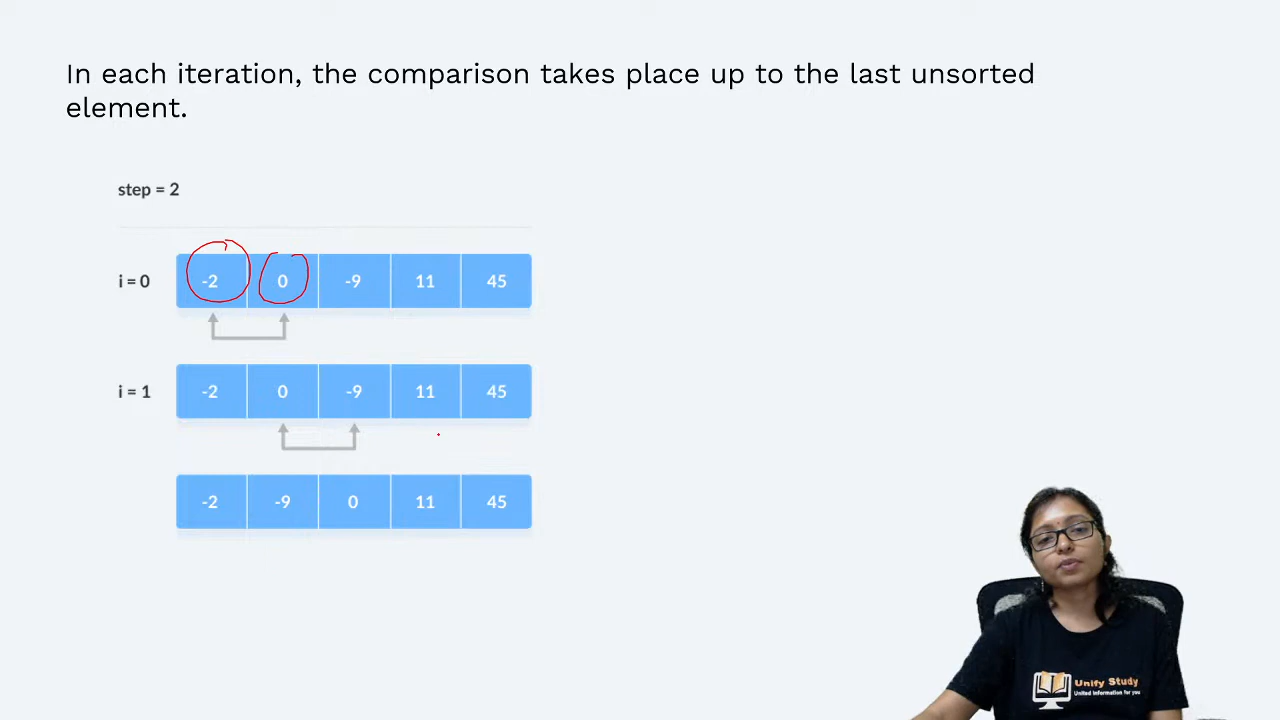 In each iteration, the comparison takes place up to the last unsorted
element.
step = 2
i = 0 -2 0 -9 11 45
i = 1 -2 0 -9 11 45
-2 -9 0 11 45
Unify Study
United Information for you